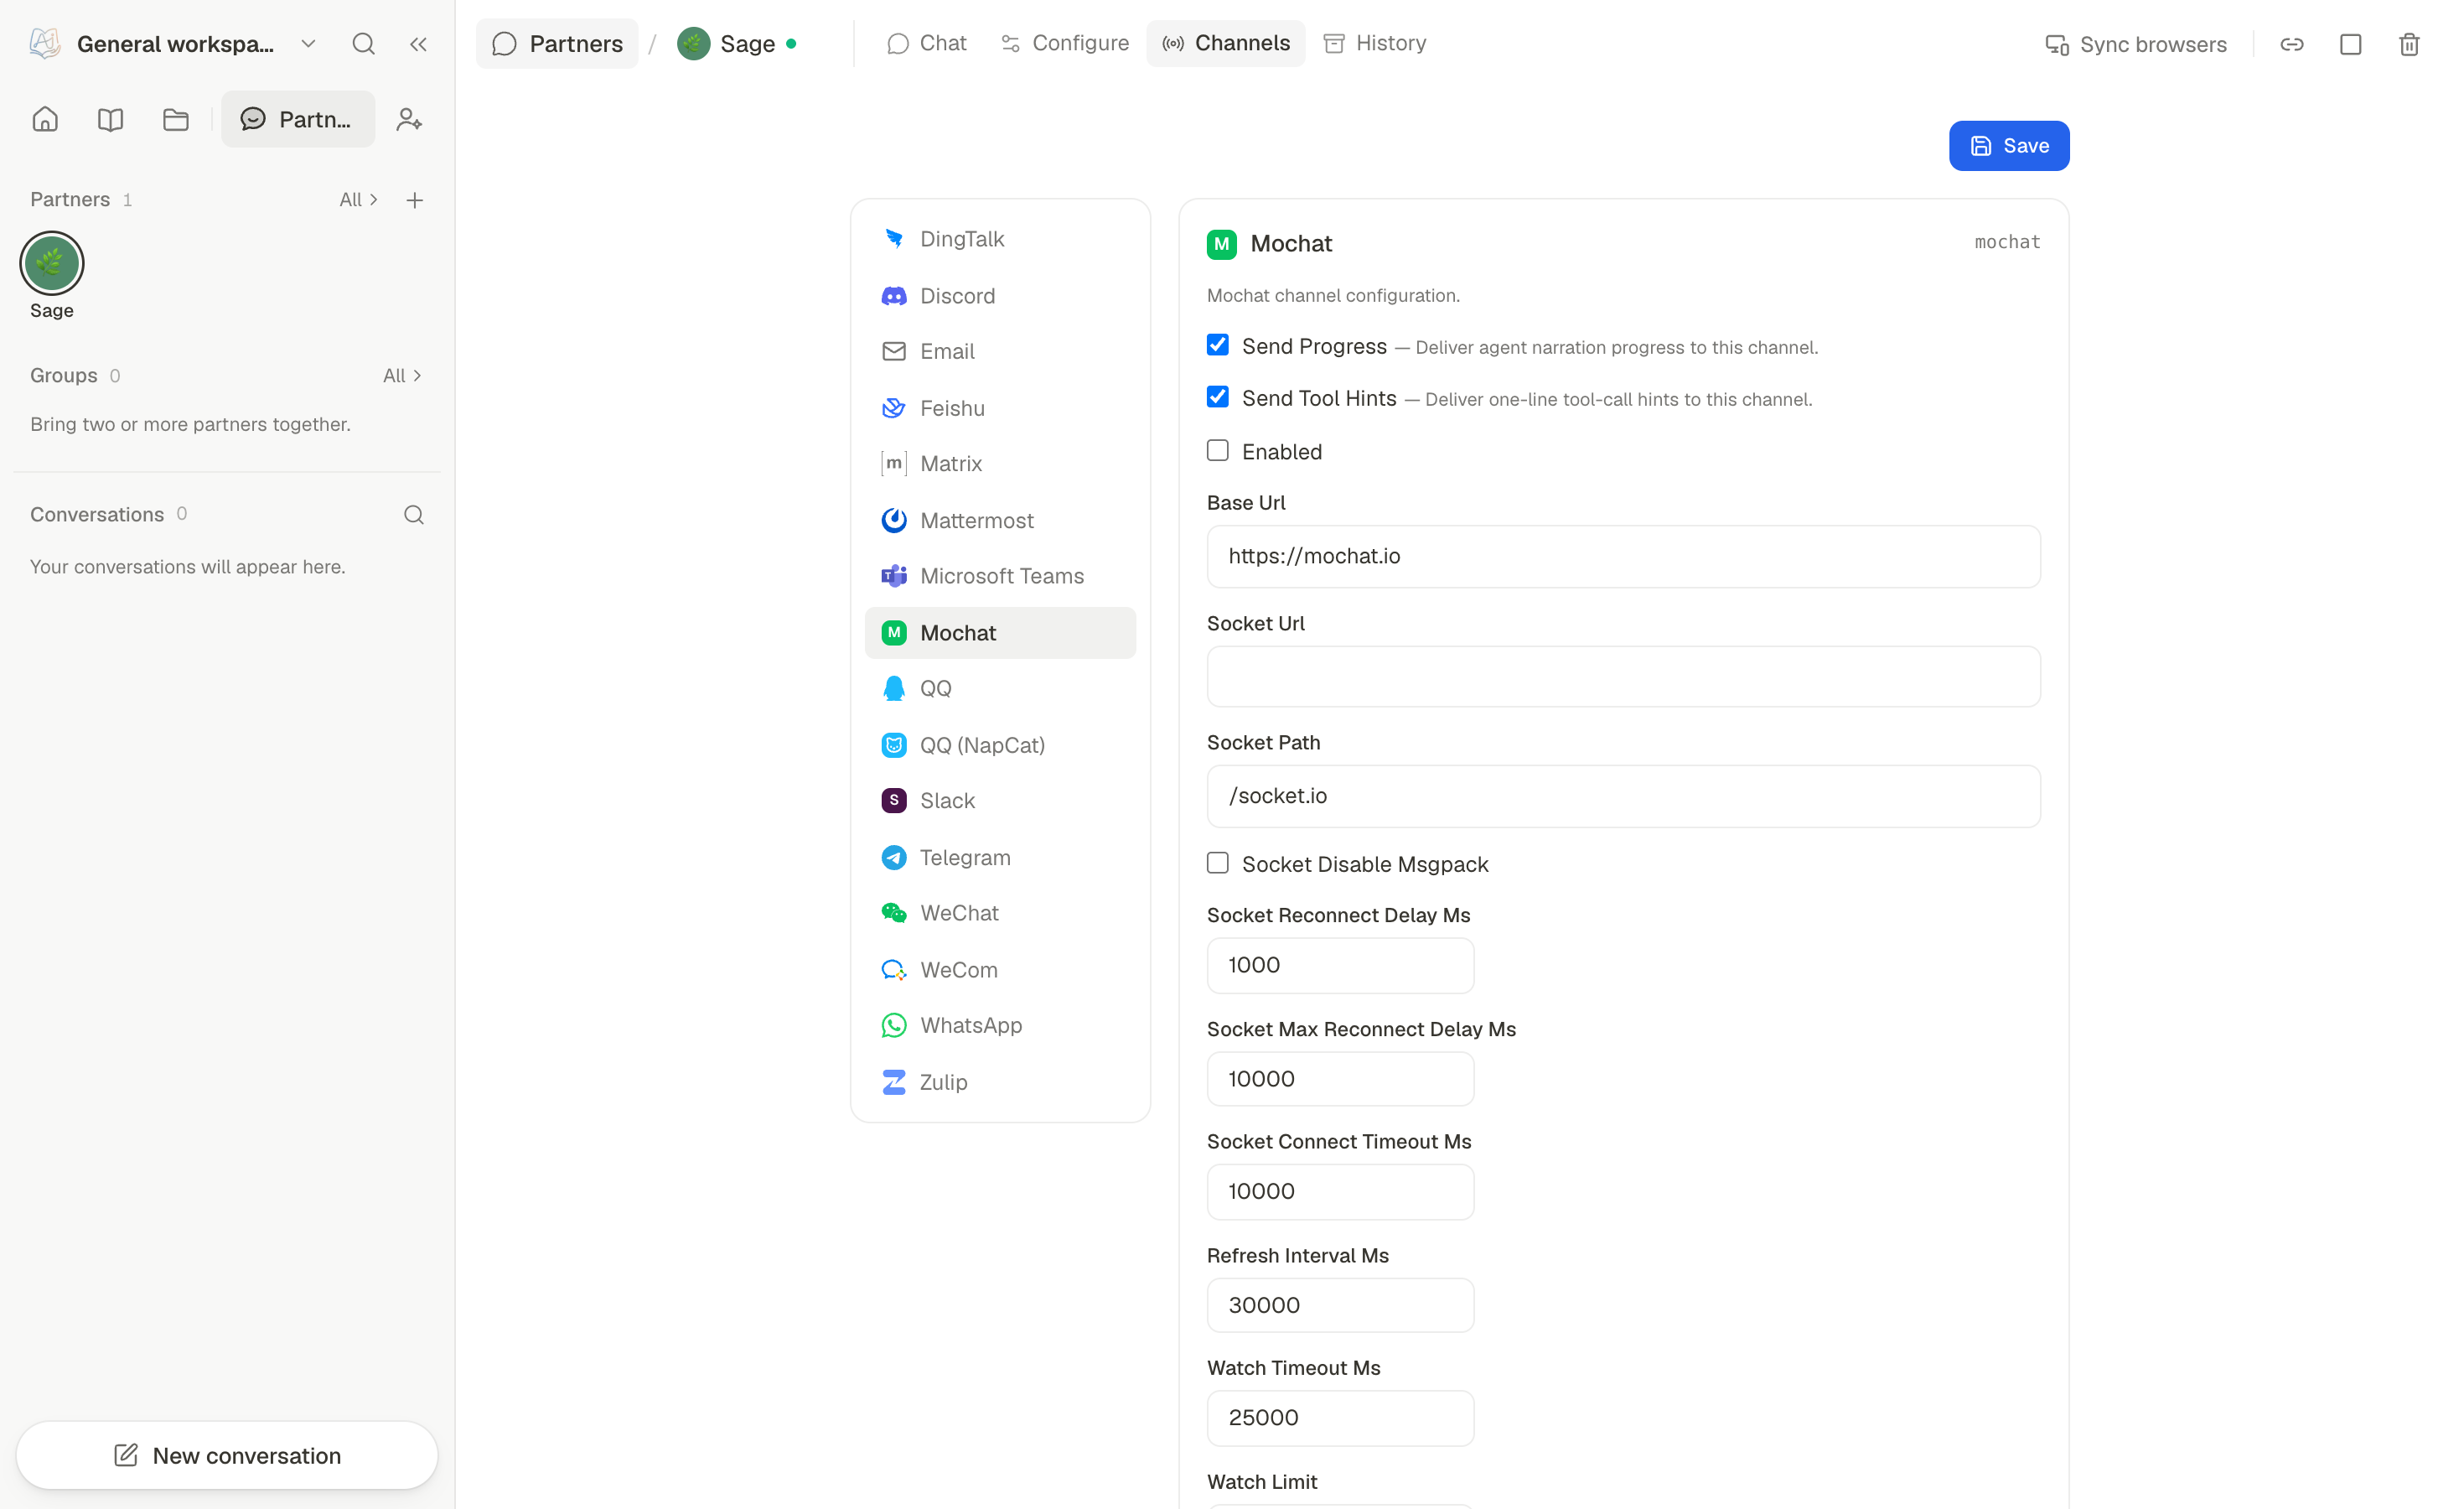 General workspa...
Partn...
Partners 1
All
Sage
Groups 0
All
Bring two or more partners together.
Conversations 0
Your conversations will appear here.
New conversation
Partners / Sage
Chat
Configure
Channels
History
Sync browsers
Save
DingTalk
Discord
Email
Feishu
[m] Matrix
Mattermost
T Microsoft Teams
M Mochat
QQ
QQ (NapCat)
S Slack
Telegram
WeChat
WeCom
WhatsApp
Zulip
M Mochat
mochat
Mochat channel configuration.
Send Progress — Deliver agent narration progress to this channel.
Send Tool Hints — Deliver one-line tool-call hints to this channel.
Enabled
Base Url
https://mochat.io
Socket Url
Socket Path
/socket.io
Socket Disable Msgpack
Socket Reconnect Delay Ms
1000
Socket Max Reconnect Delay Ms
10000
Socket Connect Timeout Ms
10000
Refresh Interval Ms
30000
Watch Timeout Ms
25000
Watch Limit